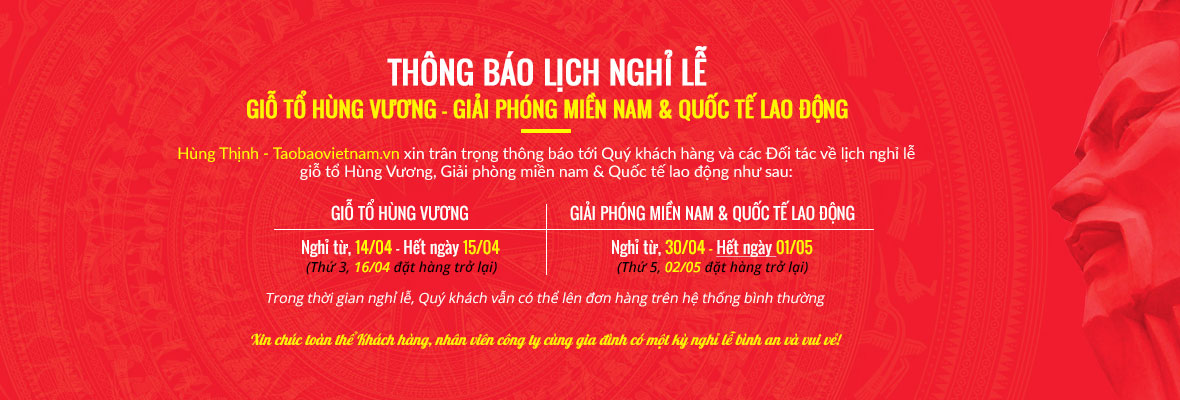 THÔNG BÁO LỊCH NGHỈ LỄ
GIỖ TỔ HÙNG VƯƠNG - GIẢI PHÓNG MIỀN NAM & QUỐC TẾ LAO ĐỘNG
Hùng Thịnh - Taobaovietnam.vn xin trân trọng thông báo tới Quý khách hàng và các Đối tác về lịch nghỉ lễ
giỗ tổ Hùng Vương, Giải phòng miền nam & Quốc tế lao động như sau:
GIỖ TỔ HÙNG VƯƠNG
Nghỉ từ, 14/04 - Hết ngày 15/04
(Thứ 3, 16/04 đặt hàng trở lại)
GIẢI PHÓNG MIỀN NAM & QUỐC TẾ LAO ĐỘNG
Nghỉ từ, 30/04 - Hết ngày 01/05
(Thứ 5, 02/05 đặt hàng trở lại)
Trong thời gian nghỉ lễ, Quý khách vẫn có thể lên đơn hàng trên hệ thống bình thường
Xin chúc toàn thể Khách hàng, nhân viên công ty cùng gia đình có một kỳ nghỉ lễ bình an và vui vẻ!